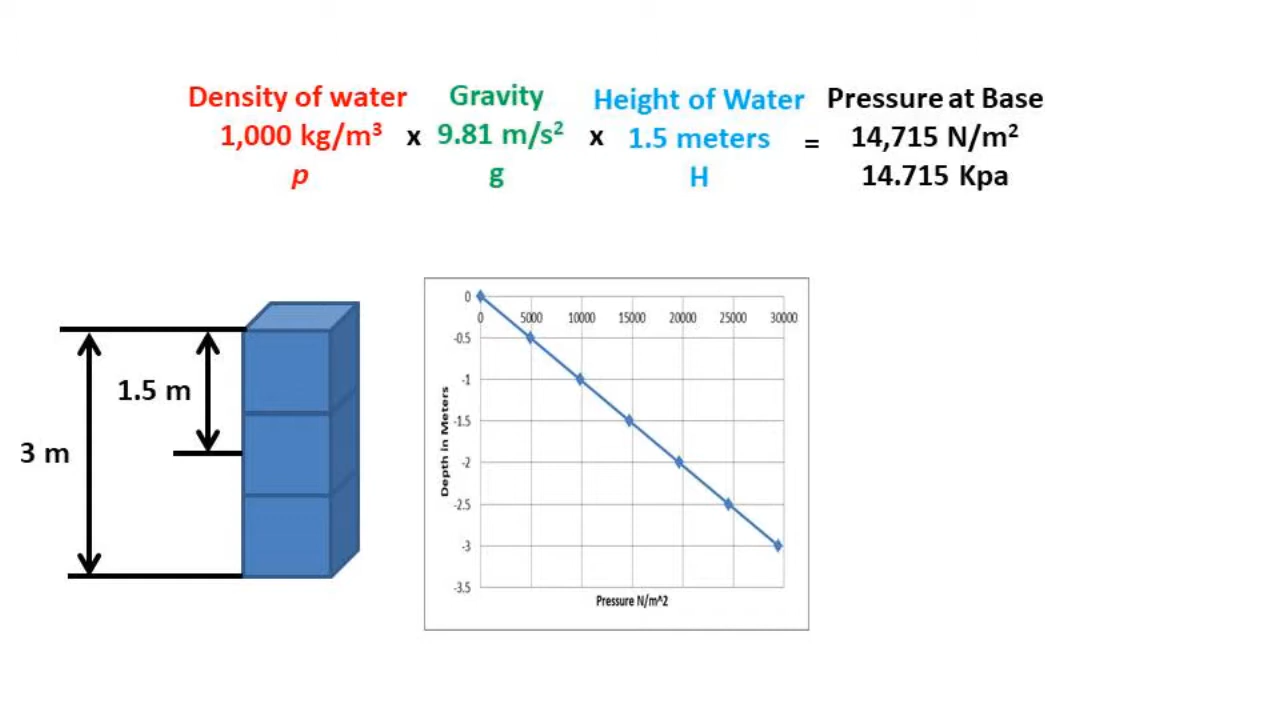 Density of water Gravity Height of Water Pressure at Base
1,000 kg/m³ x 9.81 m/s² x 1.5 meters = 14,715 N/m²
p g H 14.715 Kpa
0
0 5000 10000 15000 20000 25000 30000
-0.5
-1
-1.5
-2
-2.5
-3
-3.5
Depth in Meters
Pressure N/m^2
1.5 m
3 m